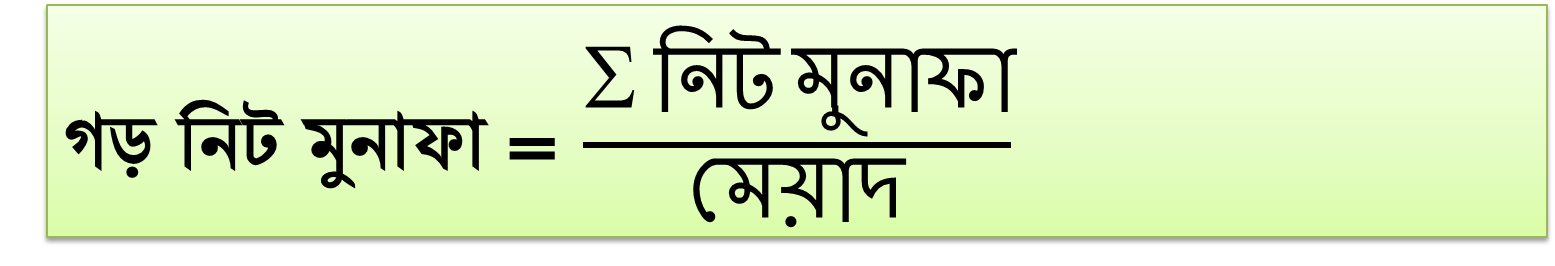 গড় নিট মুনাফা = Σ নিট মুনাফা / মেয়াদ